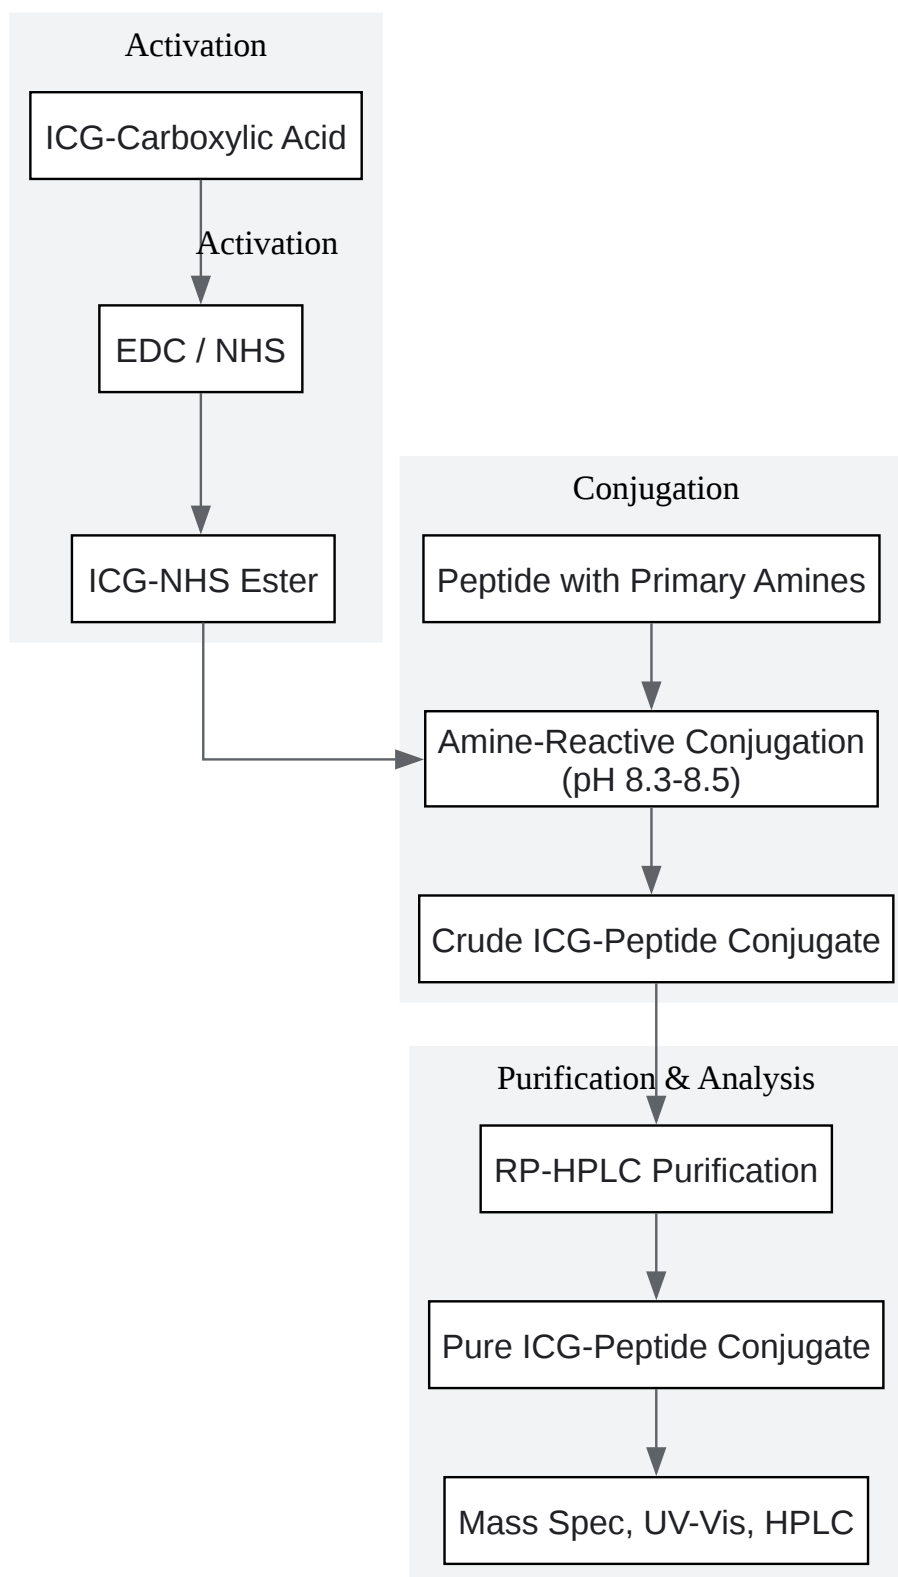 Activation
ICG-Carboxylic Acid
Activation
EDC / NHS
ICG-NHS Ester
Conjugation
Peptide with Primary Amines
Amine-Reactive Conjugation
(pH 8.3-8.5)
Crude ICG-Peptide Conjugate
Purification & Analysis
RP-HPLC Purification
Pure ICG-Peptide Conjugate
Mass Spec, UV-Vis, HPLC